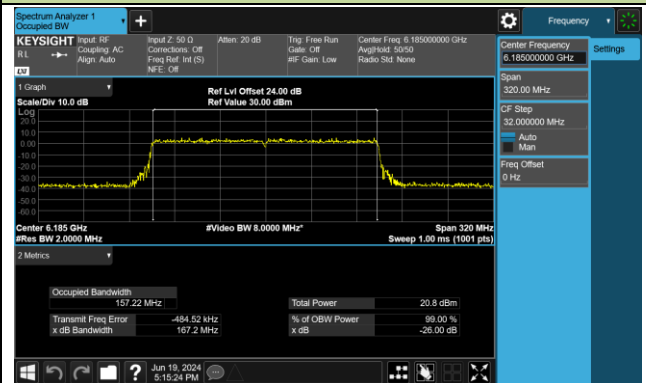 Spectrum Analyzer 1
Occupied BW
Frequency
KEYSIGHT
RL
Input: RF
Coupling: AC
Align: Auto
Input Z: 50 Ω
Corrections: Off
Freq Ref: Int (S)
NFE: Off
Atten: 20 dB
Trig: Free Run
Gate: Off
#IF Gain: Low
Center Freq: 6.185000000 GHz
Avg|Hold: 50/50
Radio Std: None
Center Frequency
6.185000000 GHz
Settings
Span
320.00 MHz
CF Step
32.000000 MHz
Auto
Man
Freq Offset
0 Hz
1 Graph
Scale/Div 10.0 dB
Ref Lvl Offset 24.00 dB
Ref Value 30.00 dBm
Log
20.0
10.0
0.00
-10.0
-20.0
-30.0
-40.0
-50.0
-60.0
Center 6.185 GHz
#Res BW 2.0000 MHz
#Video BW 8.0000 MHz*
Span 320 MHz
Sweep 1.00 ms (1001 pts)
2 Metrics
Occupied Bandwidth
157.22 MHz
Total Power
20.8 dBm
Transmit Freq Error
-484.52 kHz
% of OBW Power
99.00 %
x dB Bandwidth
167.2 MHz
x dB
-26.00 dB
?
Jun 19, 2024
5:15:24 PM